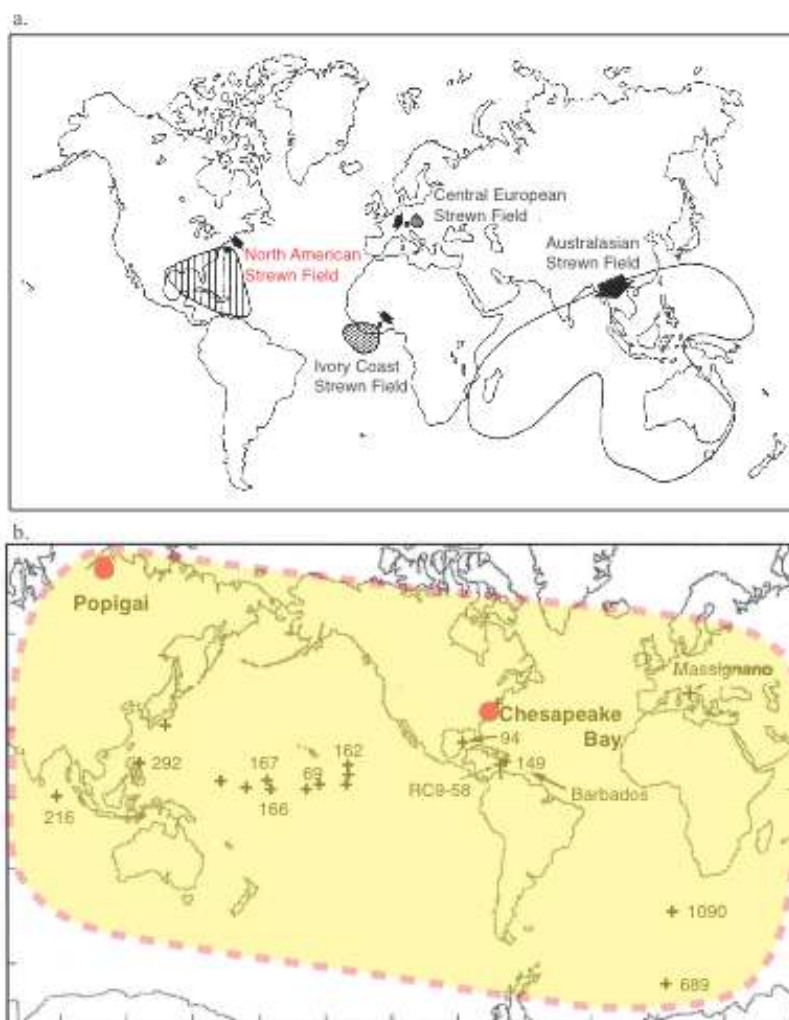 a.
Central European
Strewn Field
Australasian
Strewn Field
North American
Strewn Field
Ivory Coast
Strewn Field
b.
Popigai
Massignano
Chesapeake
Bay
94
292
167
69
162
149
RC9-58
Barbados
216
166
1090
689